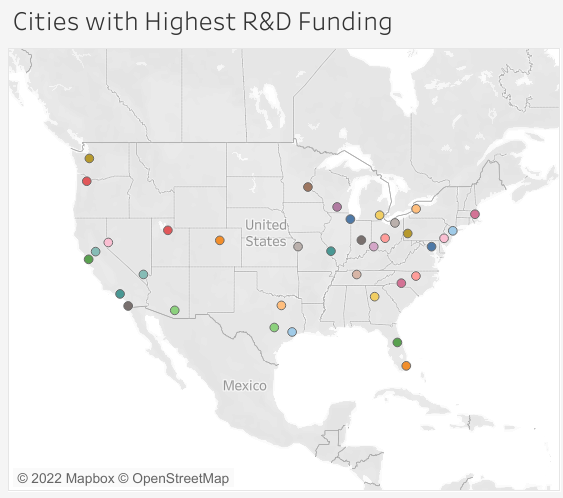 Cities with Highest R&D Funding
United
States
Mexico
© 2022 Mapbox © OpenStreetMap